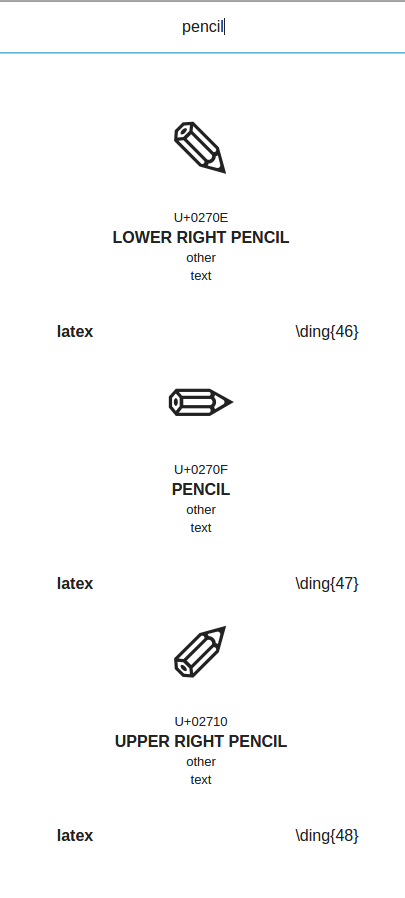 pencil
U+0270E
LOWER RIGHT PENCIL
other
text
latex \ding{46}
U+0270F
PENCIL
other
text
latex \ding{47}
U+02710
UPPER RIGHT PENCIL
other
text
latex \ding{48}